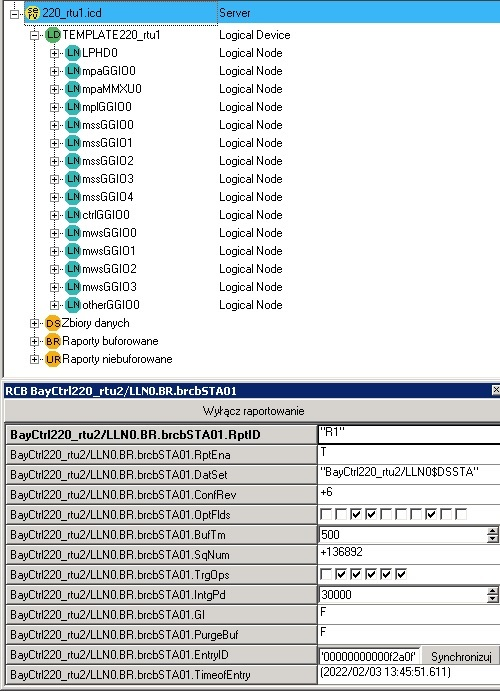 220_rtu1.icd Server
LD TEMPLATE220_rtu1 Logical Device
LN LPHD0 Logical Node
LN mpaGGIO0 Logical Node
LN mpaMMXU0 Logical Node
LN mplGGIO0 Logical Node
LN mssGGIO0 Logical Node
LN mssGGIO1 Logical Node
LN mssGGIO2 Logical Node
LN mssGGIO3 Logical Node
LN mssGGIO4 Logical Node
LN ctrlGGIO0 Logical Node
LN mwsGGIO0 Logical Node
LN mwsGGIO1 Logical Node
LN mwsGGIO2 Logical Node
LN mwsGGIO3 Logical Node
LN otherGGIO0 Logical Node
DS Zbiory danych
BR Raporty buforowane
UR Raporty niebuforowane
RCB BayCtrl220_rtu2/LLN0.BR.brcbSTA01
Wyłącz raportowanie
BayCtrl220_rtu2/LLN0.BR.brcbSTA01.RptID "R1"
BayCtrl220_rtu2/LLN0.BR.brcbSTA01.RptEna T
BayCtrl220_rtu2/LLN0.BR.brcbSTA01.DatSet "BayCtrl220_rtu2/LLN0$DSSTA"
BayCtrl220_rtu2/LLN0.BR.brcbSTA01.ConfRev +6
BayCtrl220_rtu2/LLN0.BR.brcbSTA01.OptFlds
BayCtrl220_rtu2/LLN0.BR.brcbSTA01.BufTm 500
BayCtrl220_rtu2/LLN0.BR.brcbSTA01.SqNum +136892
BayCtrl220_rtu2/LLN0.BR.brcbSTA01.TrgOps
BayCtrl220_rtu2/LLN0.BR.brcbSTA01.IntgPd 30000
BayCtrl220_rtu2/LLN0.BR.brcbSTA01.GI F
BayCtrl220_rtu2/LLN0.BR.brcbSTA01.PurgeBuf F
BayCtrl220_rtu2/LLN0.BR.brcbSTA01.EntryID '00000000000f2a0f' Synchronizuj
BayCtrl220_rtu2/LLN0.BR.brcbSTA01.TimeofEntry (2022/02/03 13:45:51.611)